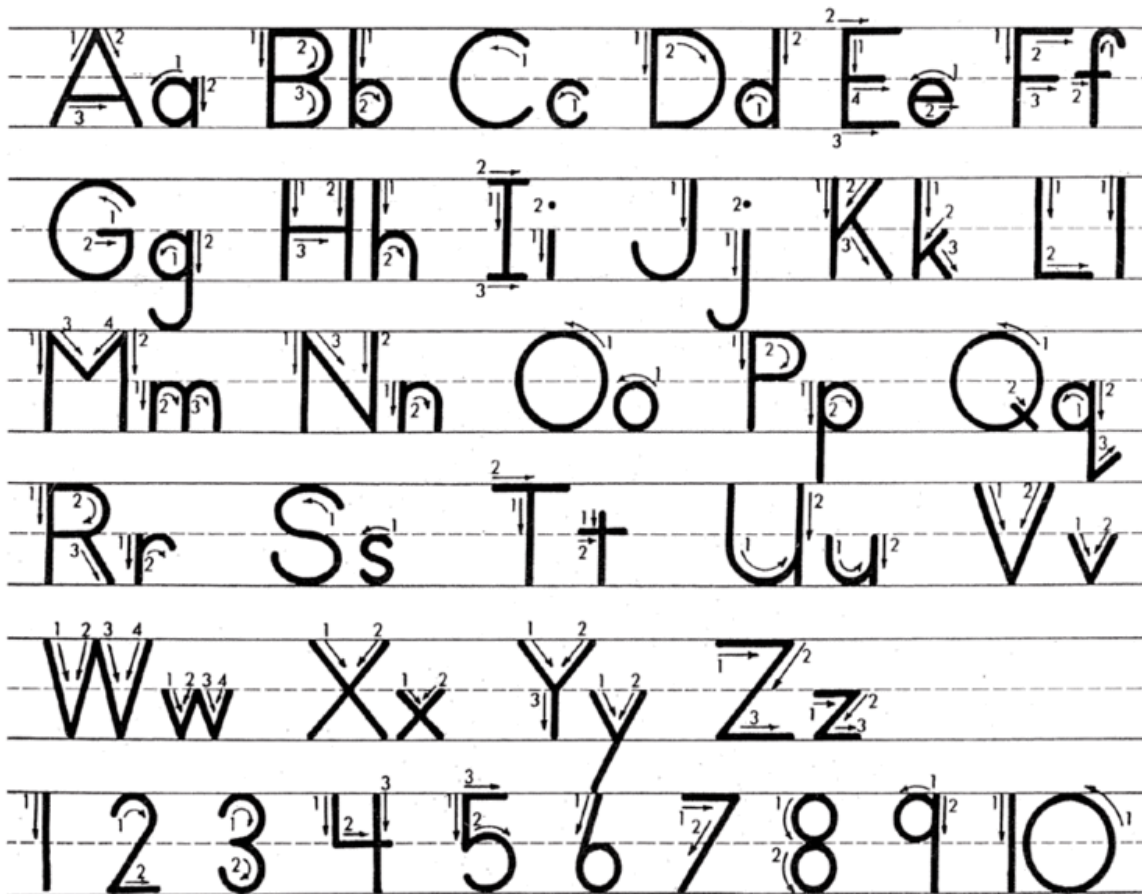 Aa Bb Cc Dd Ee Ff
Gg Hh Ii Jj Kk Ll
Mm Nn Oo Pp Qq
Rr Ss Tt Uu Vv
Ww Xx Yy Zz
1 2 3 4 5 6 7 8 9 10